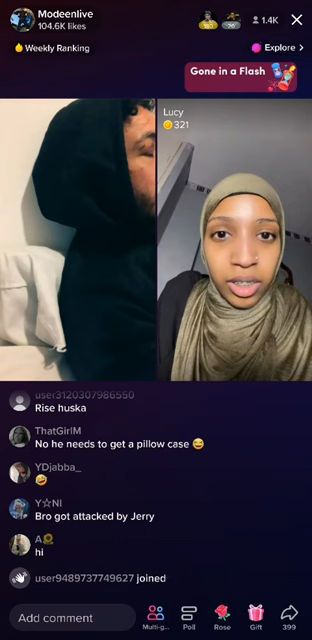 Modeenlive
104.6K likes
1.4K
Weekly Ranking
Explore >
Gone in a Flash
Lucy
321
user3120307986550
Rise huska
ThatGirlM
No he needs to get a pillow case 😅
YDjabba_
🤣
Y☆NI
Bro got attacked by Jerry
A
hi
user9489737749627 joined
Add comment
Multi-g...
Poll
Rose
Gift
399